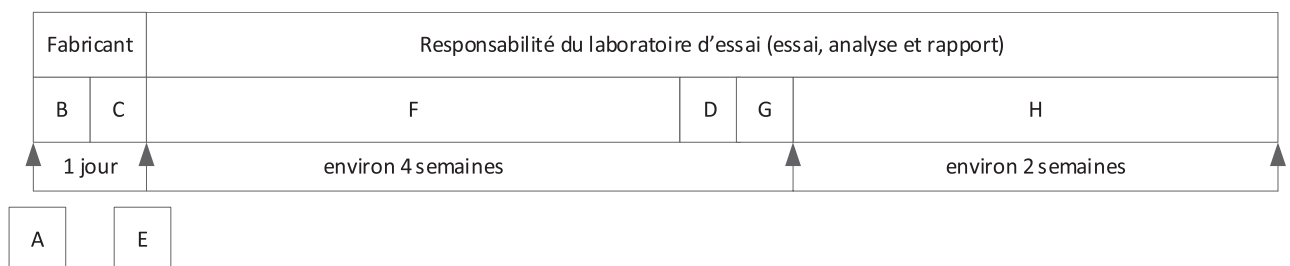 Fabricant Responsabilité du laboratoire d’essai (essai, analyse et rapport)
B C F D G H
1 jour environ 4 semaines environ 2 semaines
A E